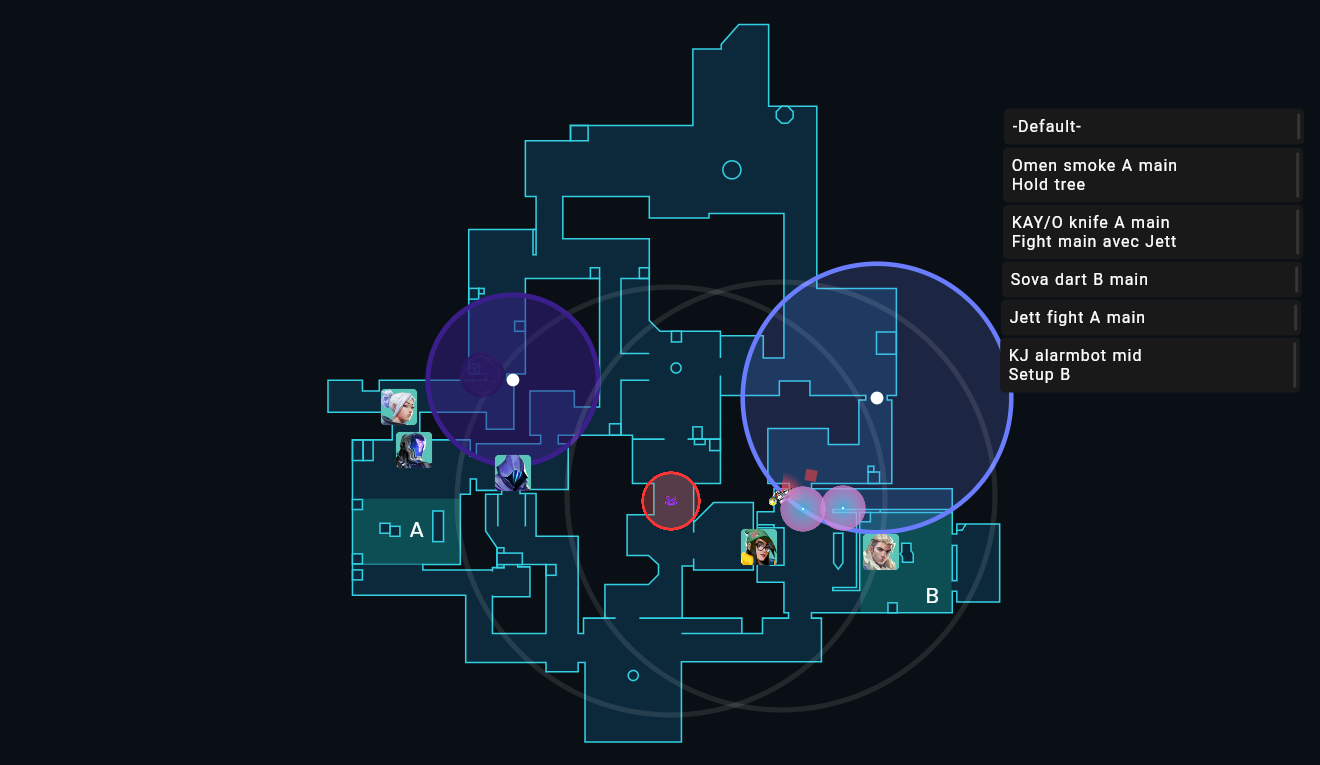 -Default-
Omen smoke A main
Hold tree
KAY/O knife A main
Fight main avec Jett
Sova dart B main
Jett fight A main
KJ alarmbot mid
Setup B
A
B